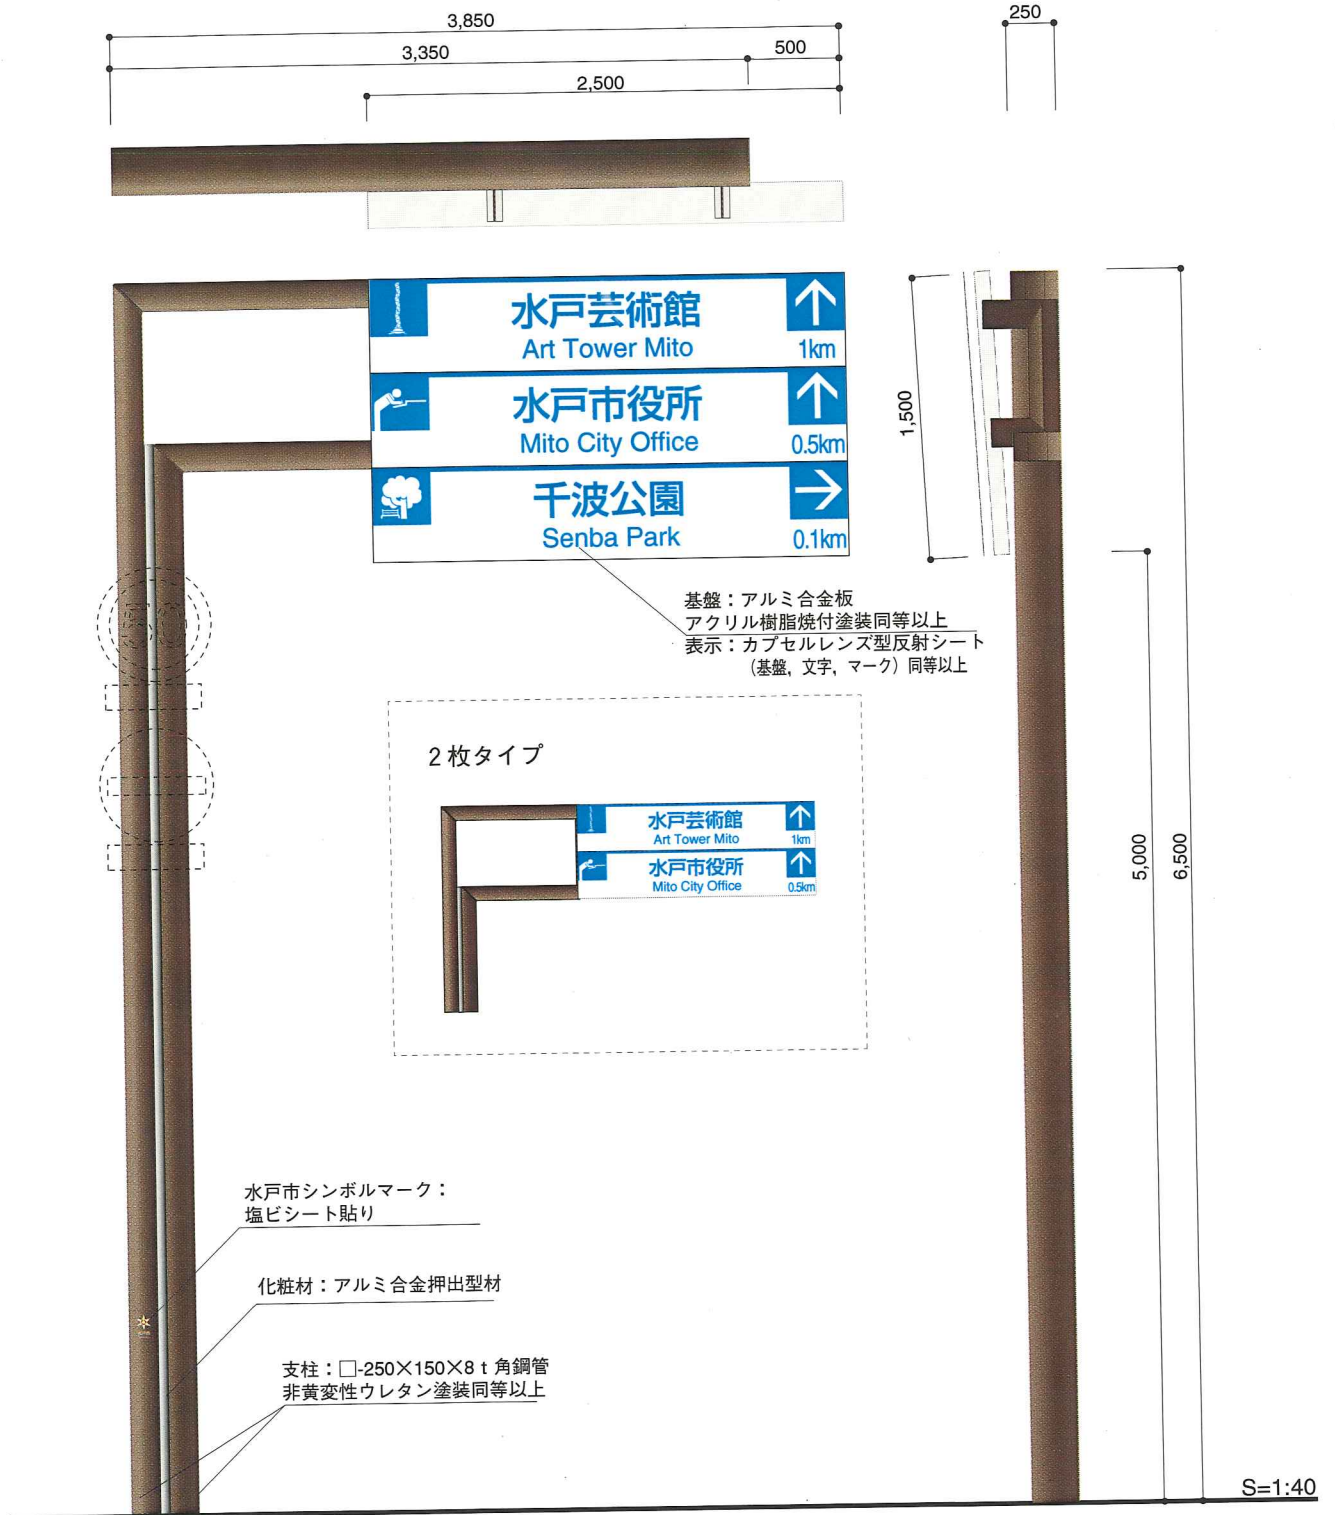 3,850
250
3,350
500
2,500
水戸芸術館
Art Tower Mito
1km
水戸市役所
Mito City Office
0.5km
千波公園
Senba Park
0.1km
1,500
基盤：アルミ合金板
アクリル樹脂焼付塗装同等以上
表示：カプセルレンズ型反射シート
（基盤，文字，マーク）同等以上
2枚タイプ
水戸芸術館
Art Tower Mito
1km
水戸市役所
Mito City Office
0.5km
5,000
6,500
水戸市シンボルマーク：
塩ビシート貼り
化粧材：アルミ合金押出型材
支柱：□-250×150×8 t 角鋼管
非黄変性ウレタン塗装同等以上
S=1:40